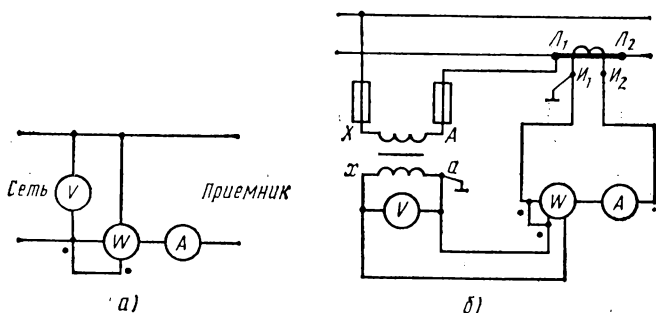 Л₁ Л₂
И₁ И₂
X A
x a
Сеть V Приемник
V
W A
W A
а) б)